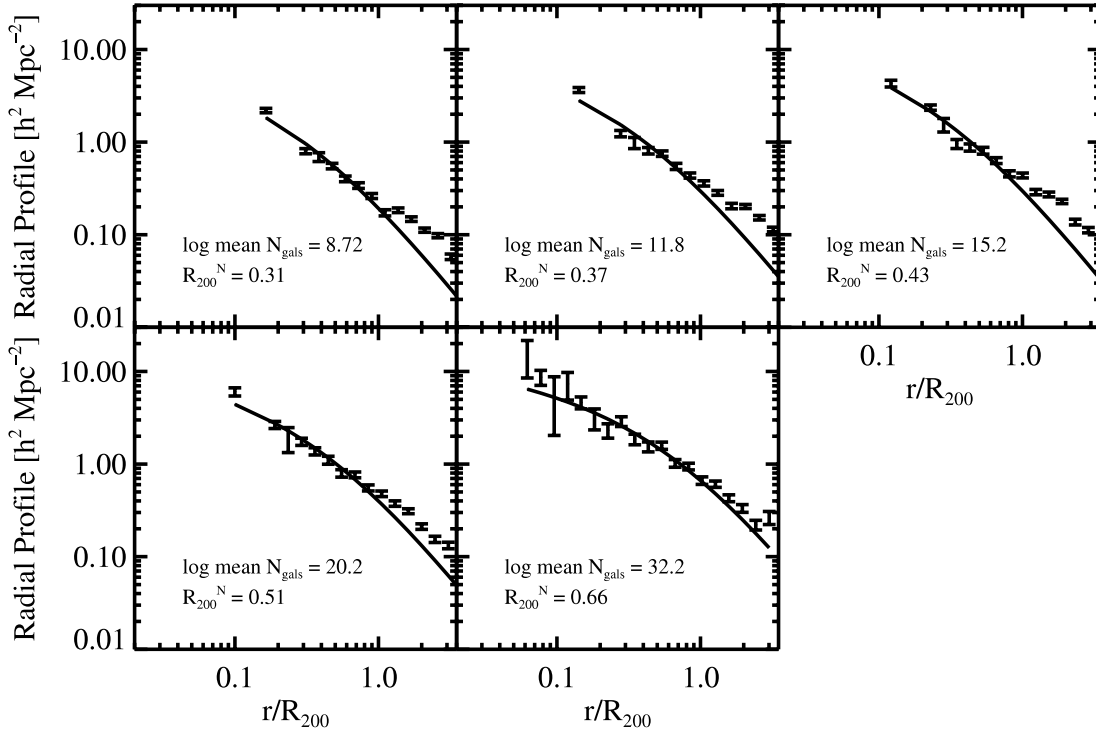 Radial Profile [h² Mpc⁻²]
10.00
1.00
0.10
0.01
log mean N_gals = 8.72
R_200^N = 0.31
log mean N_gals = 11.8
R_200^N = 0.37
log mean N_gals = 15.2
R_200^N = 0.43
0.1 1.0
r/R_200
Radial Profile [h² Mpc⁻²]
10.00
1.00
0.10
0.01
log mean N_gals = 20.2
R_200^N = 0.51
log mean N_gals = 32.2
R_200^N = 0.66
0.1 1.0 0.1 1.0
r/R_200 r/R_200